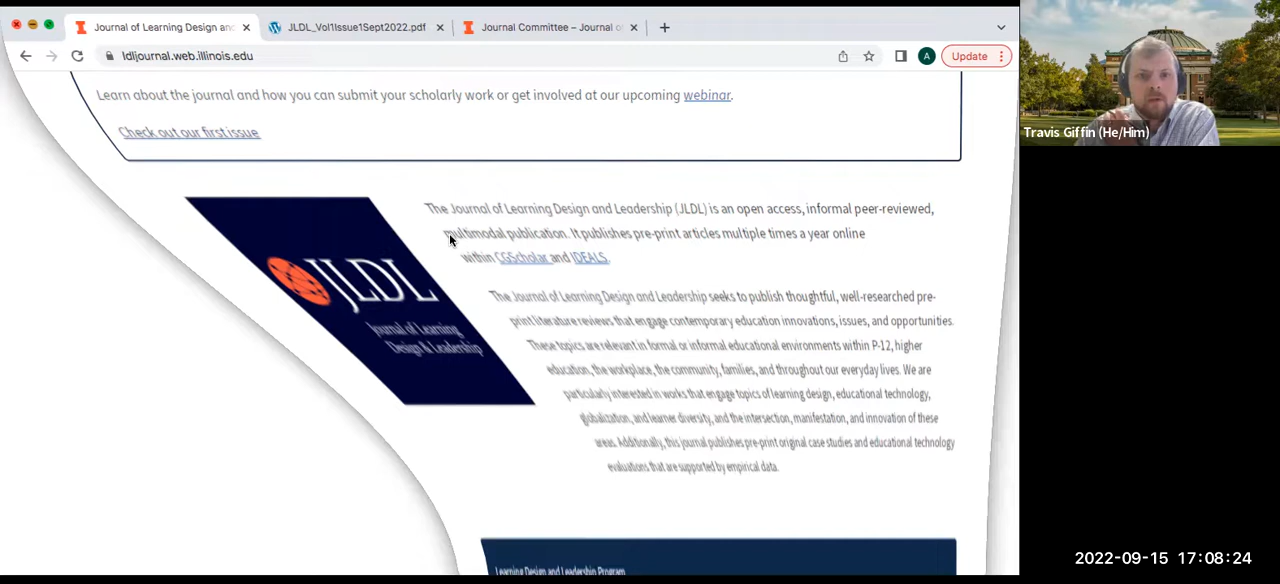 Journal of Learning Design and
JLDL_Vol1Issue1Sept2022.pdf
Journal Committee – Journal o
ldljournal.web.illinois.edu
A
Update
Learn about the journal and how you can submit your scholarly work or get involved at our upcoming webinar.
Check out our first issue
The Journal of Learning Design and Leadership (JLDL) is an open access, informal peer-reviewed,
multimodal publication. It publishes pre-print articles multiple times a year online
within CGScholar and IDEALS.
JLDL
Journal of Learning
Design & Leadership
The Journal of Learning Design and Leadership seeks to publish thoughtful, well-researched pre-
print literature reviews that engage contemporary education innovations, issues, and opportunities.
These topics are relevant in formal or informal educational environments within P-12, higher
education, the workplace, the community, families, and throughout our everyday lives. We are
particularly interested in works that engage topics of learning design, educational technology,
globalization, and learner diversity, and the intersection, manifestation, and innovation of these
areas. Additionally, this journal publishes pre-print original case studies and educational technology
evaluations that are supported by empirical data.
Learning Design and Leadership Program
Travis Giffin (He/Him)
2022-09-15 17:08:24